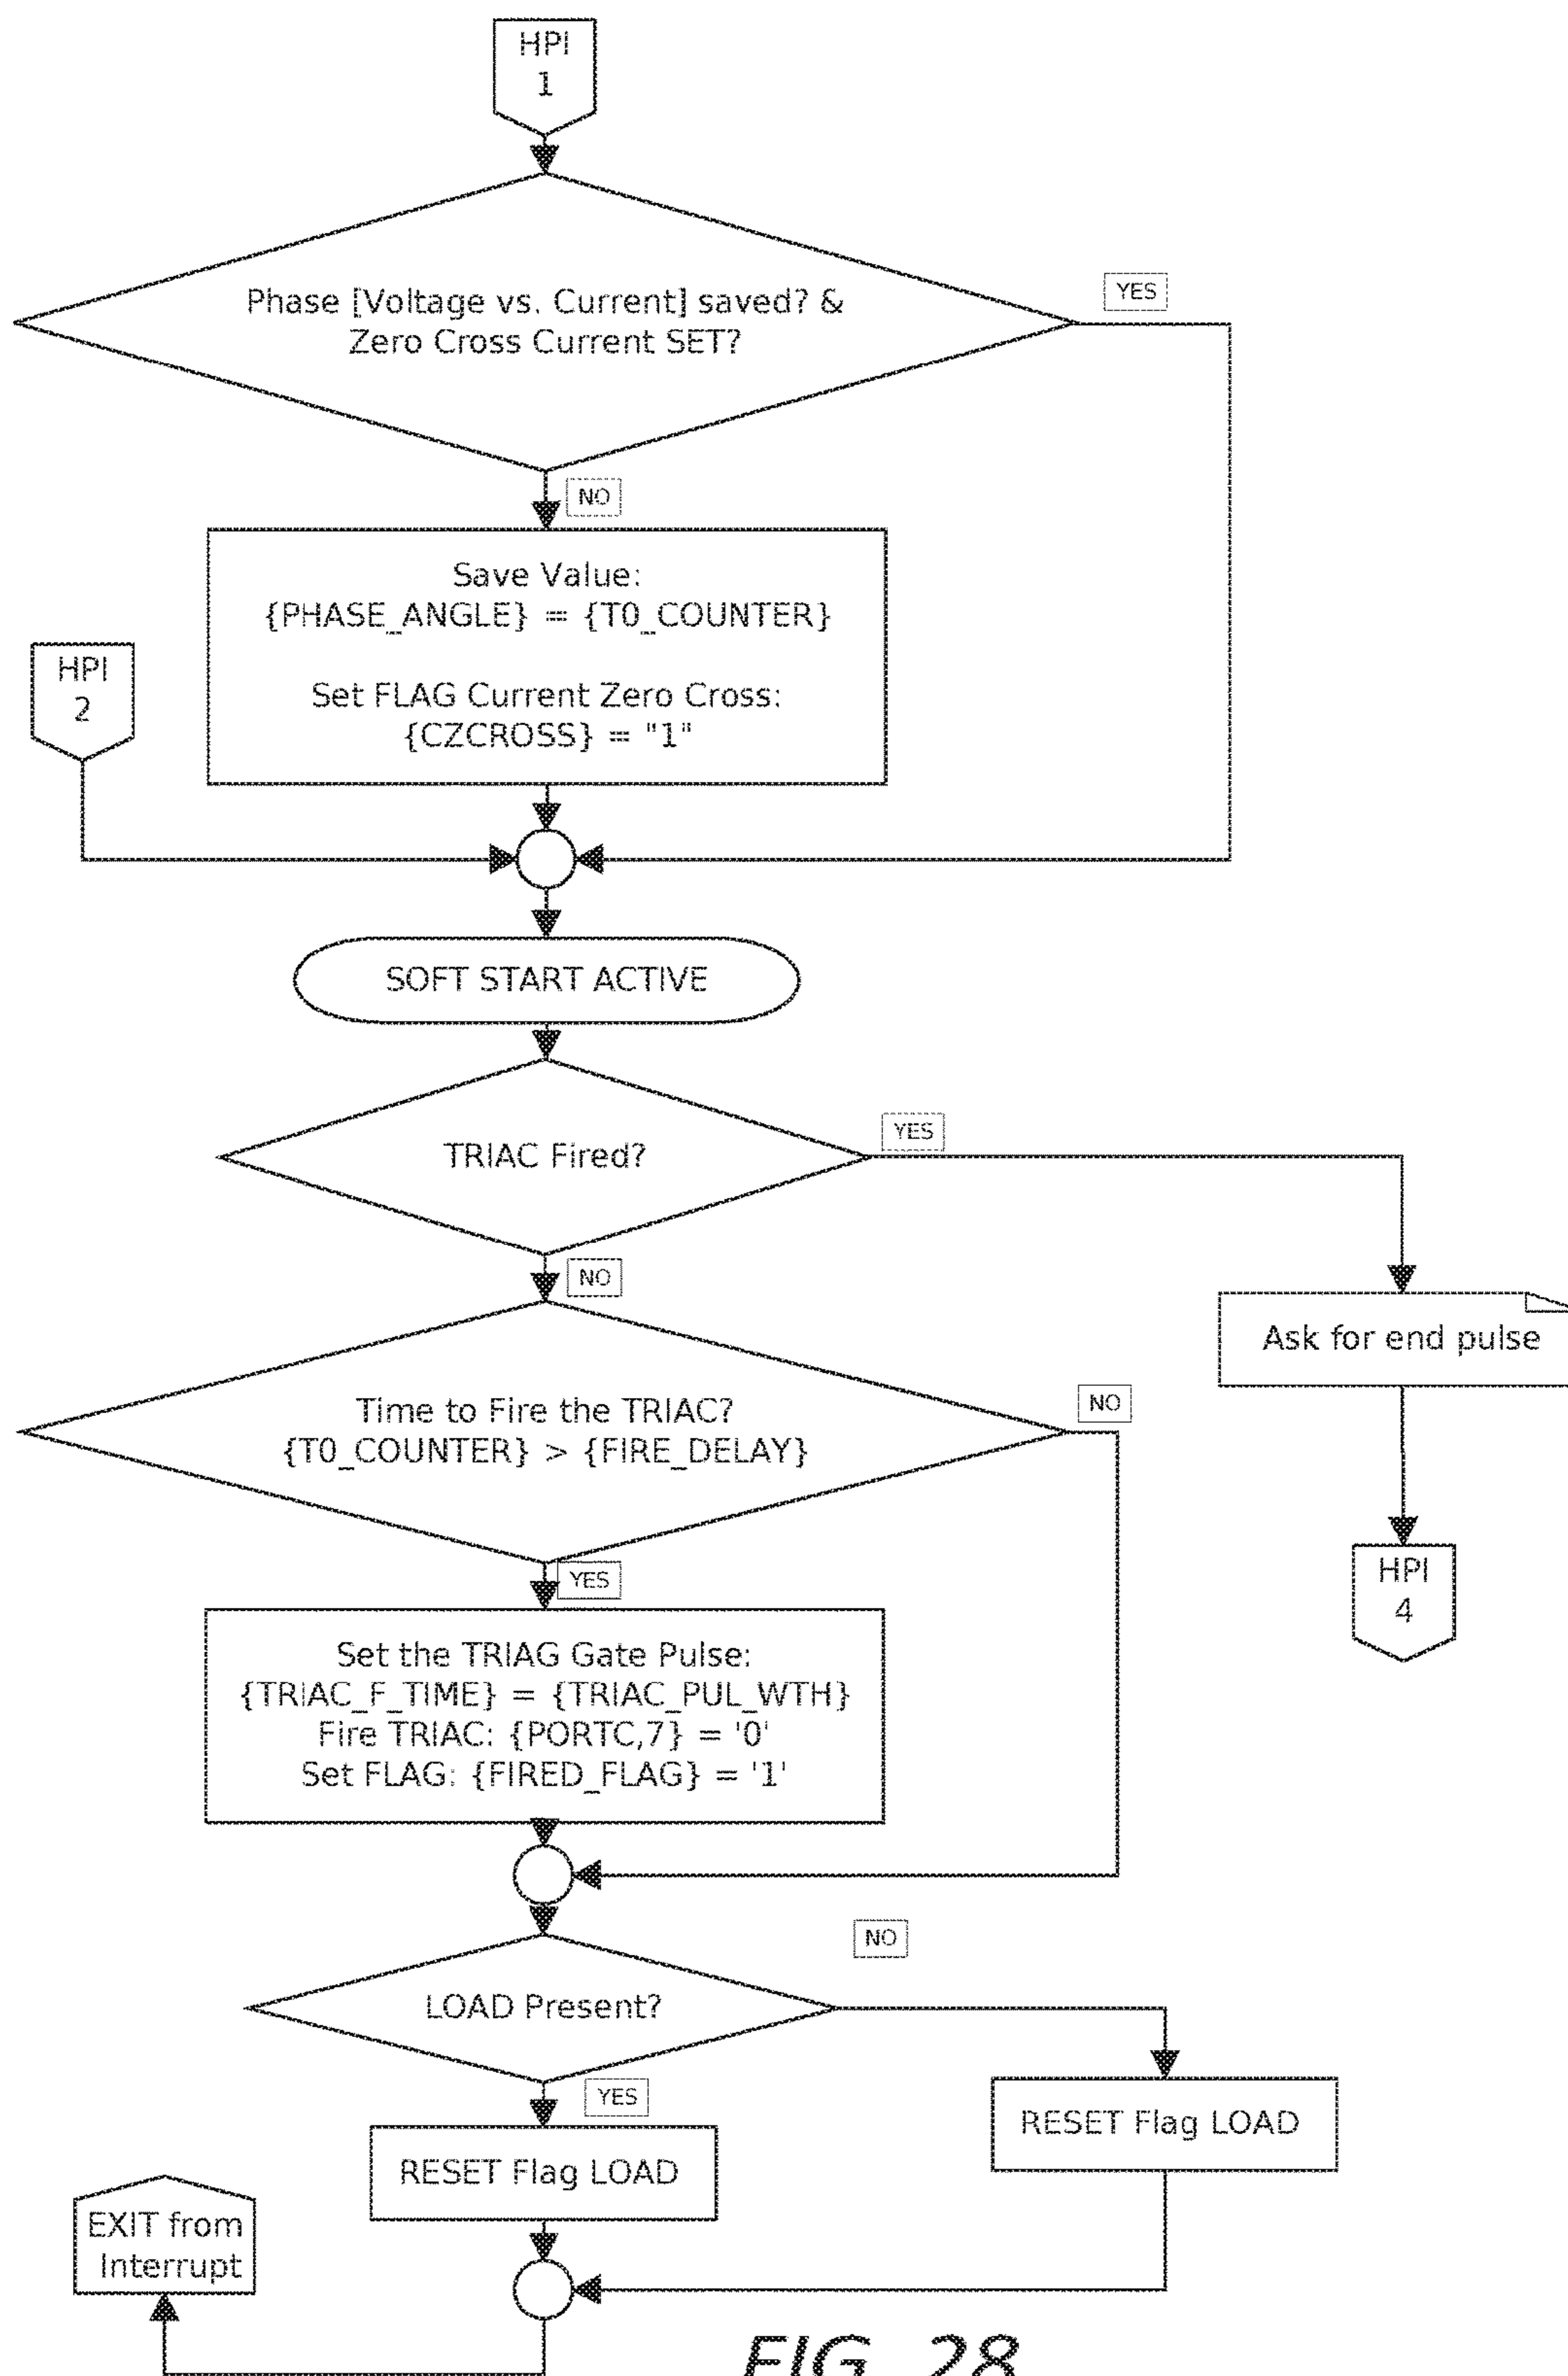 HPI
1
Phase [Voltage vs. Current] saved? &
Zero Cross Current SET?
YES
NO
Save Value:
{PHASE_ANGLE} = {T0_COUNTER}
Set FLAG Current Zero Cross:
{CZCROSS} = "1"
HPI
2
SOFT START ACTIVE
TRIAC Fired?
YES
NO
Ask for end pulse
HPI
4
Time to Fire the TRIAC?
{T0_COUNTER} > {FIRE_DELAY}
NO
YES
Set the TRIAG Gate Pulse:
{TRIAC_F_TIME} = {TRIAC_PUL_WTH}
Fire TRIAC: {PORTC,7} = '0'
Set FLAG: {FIRED_FLAG} = '1'
NO
LOAD Present?
YES
RESET Flag LOAD
RESET Flag LOAD
EXIT from
Interrupt
FIG. 28